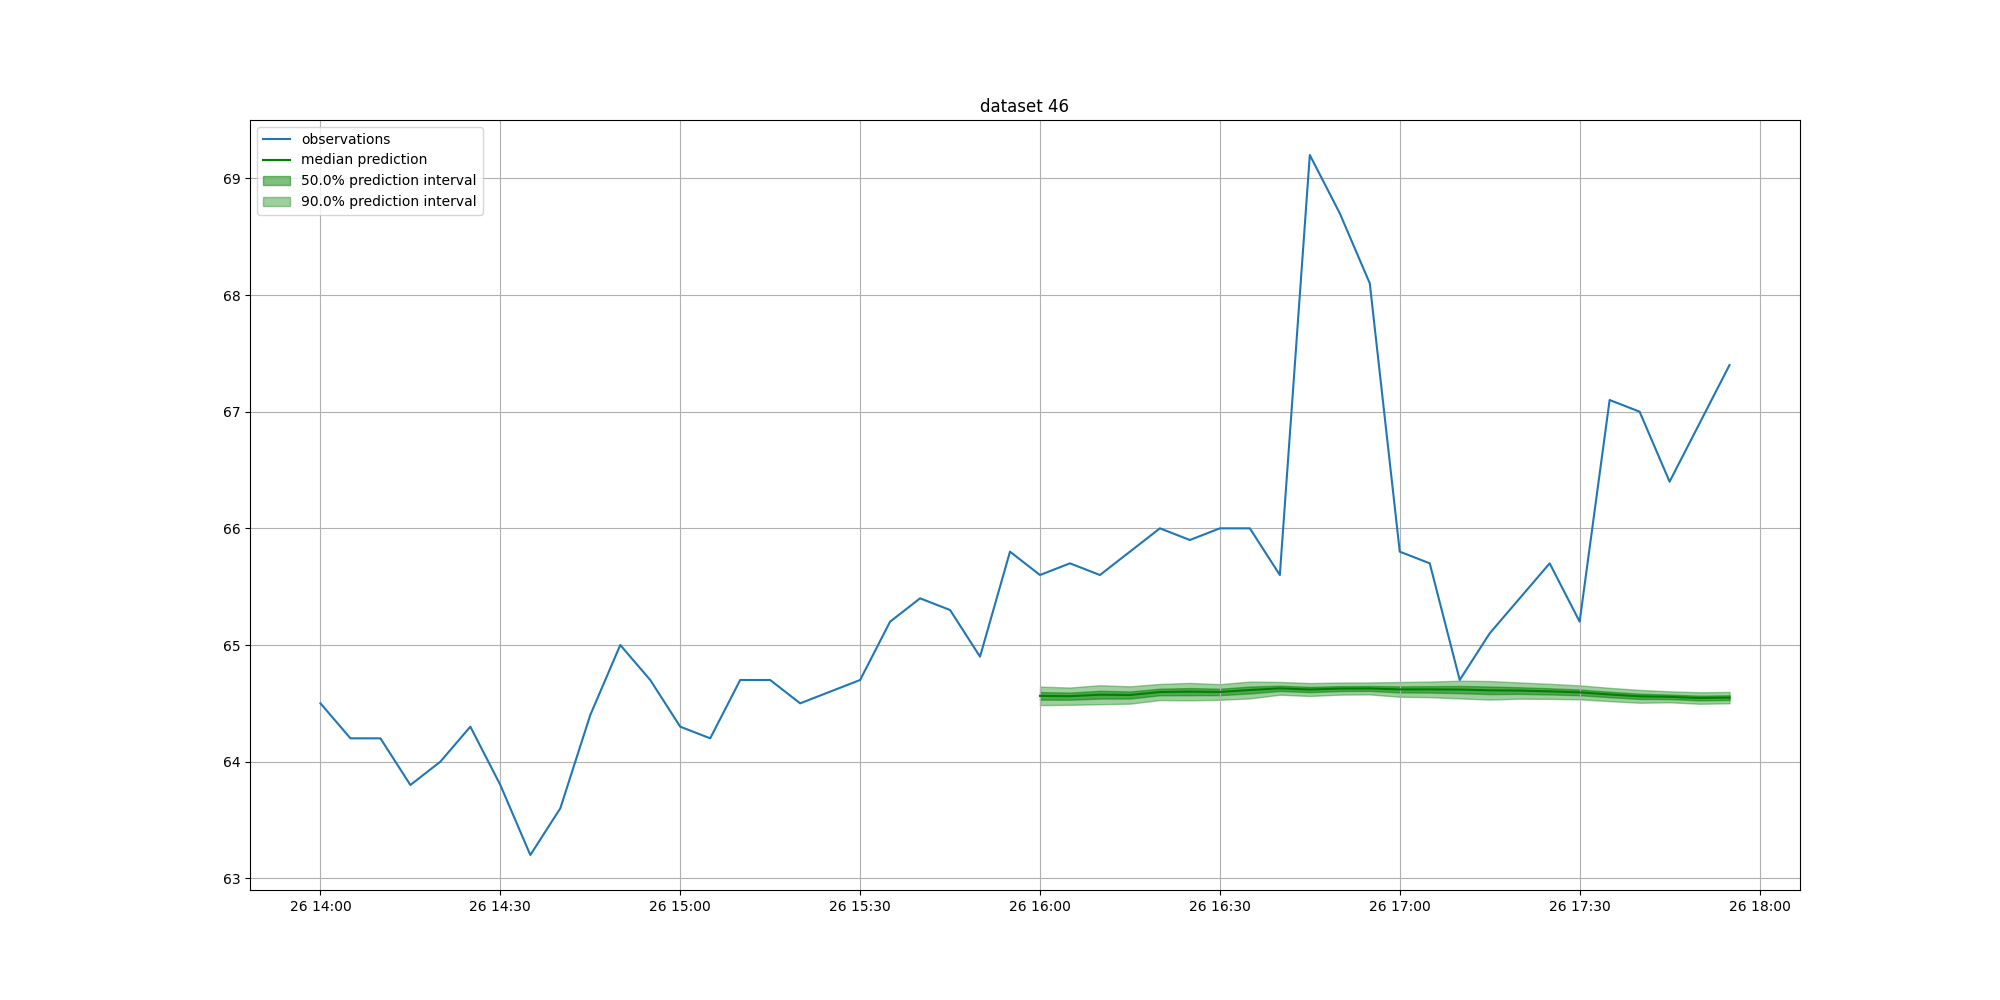 dataset 46
observations
median prediction
50.0% prediction interval
90.0% prediction interval
69
68
67
66
65
64
63
26 14:00 26 14:30 26 15:00 26 15:30 26 16:00 26 16:30 26 17:00 26 17:30 26 18:00